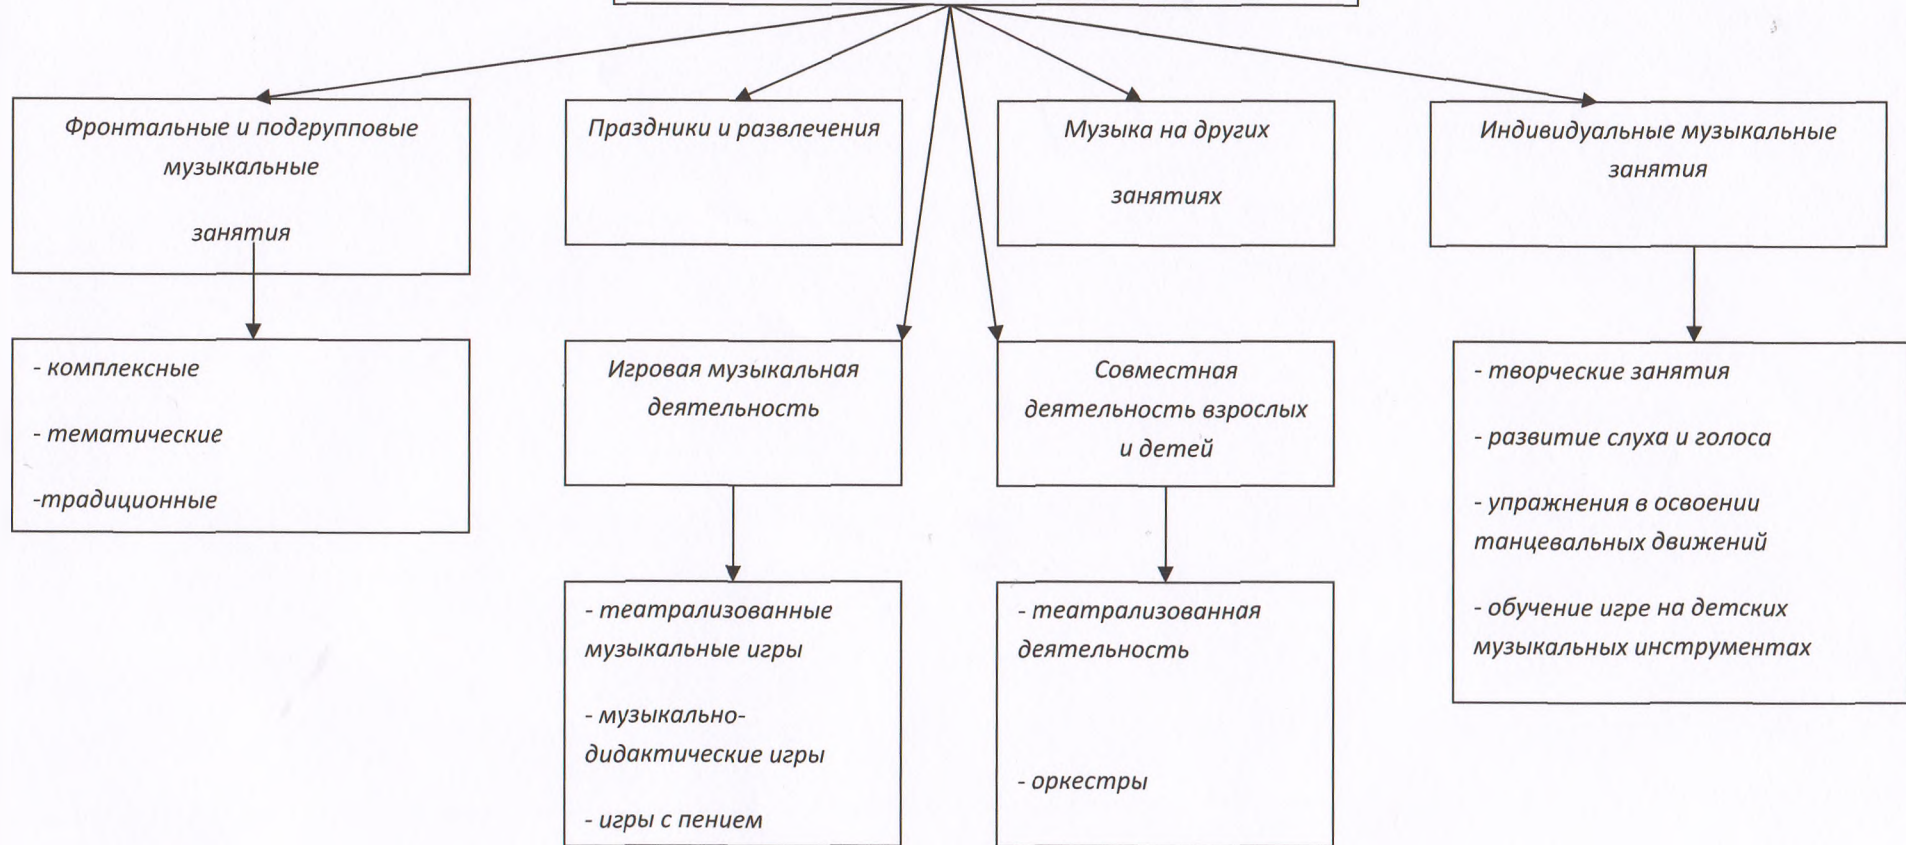 Фронтальные и подгрупповые
музыкальные
занятия
Праздники и развлечения
Музыка на других
занятиях
Индивидуальные музыкальные
занятия
- комплексные
- тематические
-традиционные
Игровая музыкальная
деятельность
Совместная
деятельность взрослых
и детей
- творческие занятия
- развитие слуха и голоса
- упражнения в освоении
танцевальных движений
- обучение игре на детских
музыкальных инструментах
- театрализованные
музыкальные игры
- музыкально-
дидактические игры
- игры с пением
- театрализованная
деятельность
- оркестры